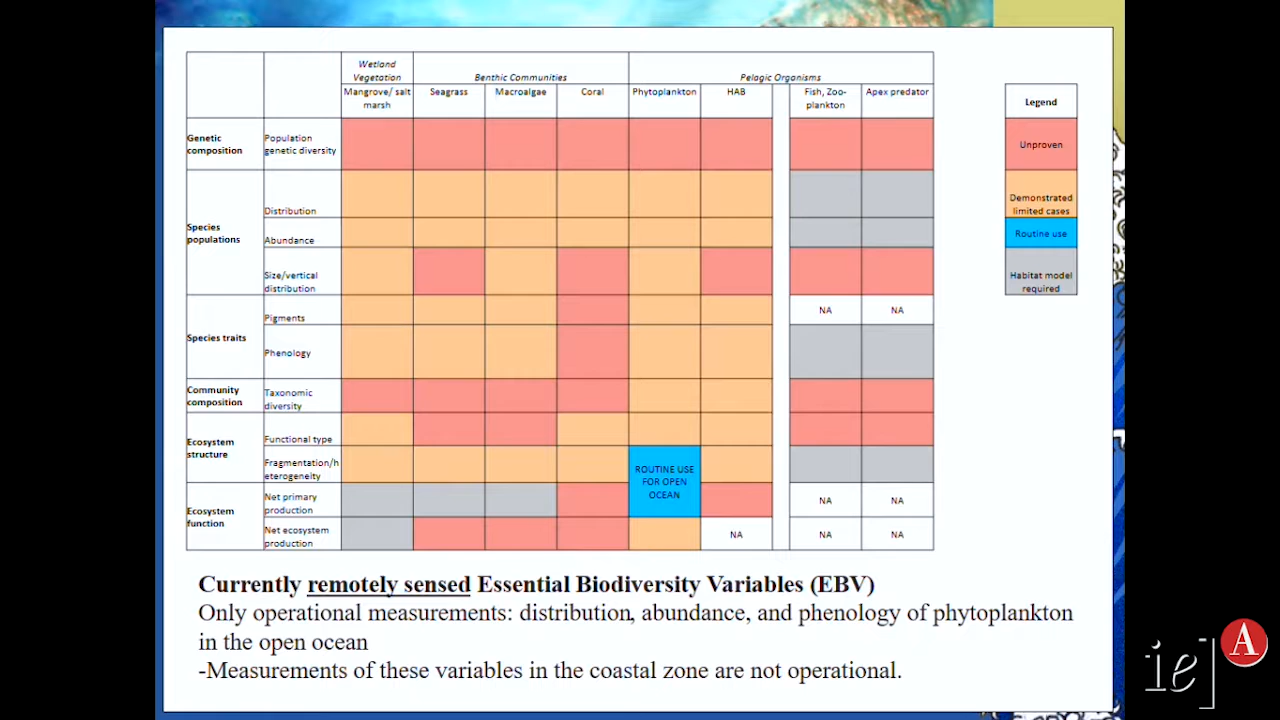 Wetland
Vegetation
Benthic Communities
Pelagic Organisms
Mangrove/ salt
marsh
Seagrass
Macroalgae
Coral
Phytoplankton
HAB
Fish, Zoo-
plankton
Apex predator
Legend
Genetic
composition
Population
genetic diversity
Unproven
Species
populations
Distribution
Demonstrated
limited cases
Abundance
Routine use
Size/vertical
distribution
Habitat model
required
Species traits
Pigments
NA
NA
Phenology
Community
composition
Taxonomic
diversity
Ecosystem
structure
Functional type
Fragmentation/h
eterogeneity
ROUTINE USE
FOR OPEN
OCEAN
Ecosystem
function
Net primary
production
NA
NA
Net ecosystem
production
NA
NA
NA
Currently remotely sensed Essential Biodiversity Variables (EBV)
Only operational measurements: distribution, abundance, and phenology of phytoplankton
in the open ocean
-Measurements of these variables in the coastal zone are not operational.
ie]
A